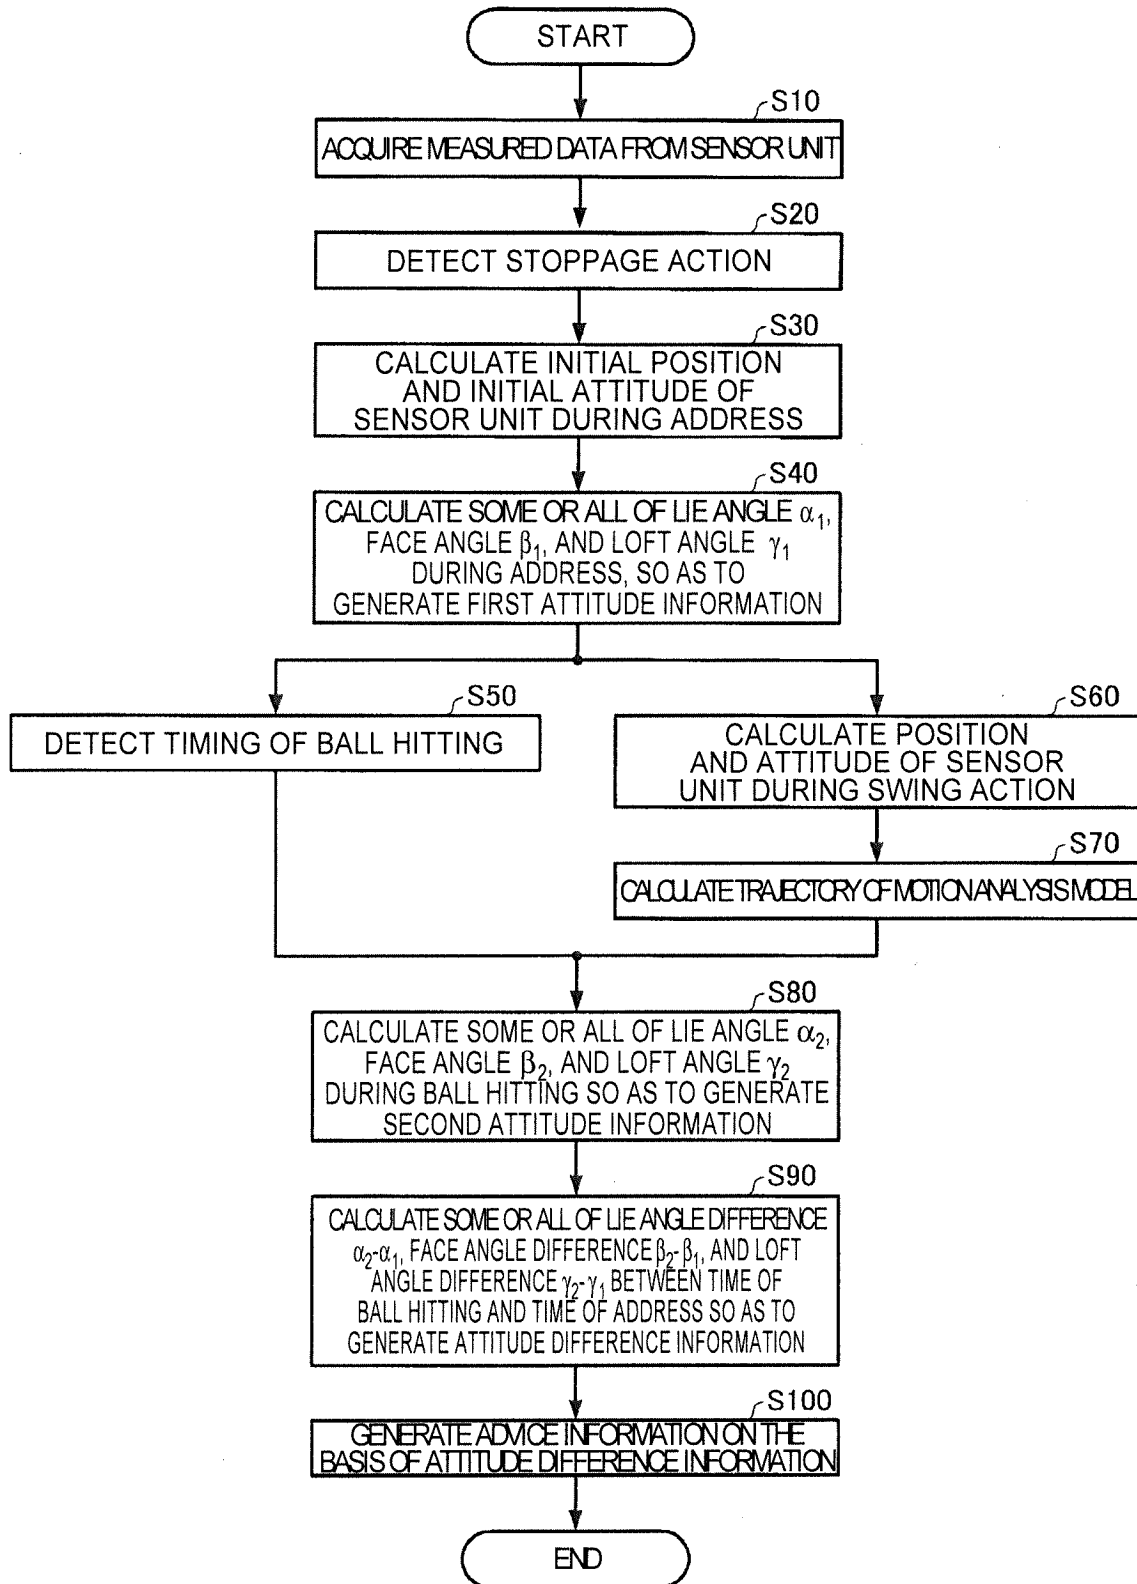 START
S10
ACQUIRE MEASURED DATA FROM SENSOR UNIT
S20
DETECT STOPPAGE ACTION
S30
CALCULATE INITIAL POSITION
AND INITIAL ATTITUDE OF
SENSOR UNIT DURING ADDRESS
S40
CALCULATE SOME OR ALL OF LIE ANGLE α₁,
FACE ANGLE β₁, AND LOFT ANGLE γ₁
DURING ADDRESS, SO AS TO
GENERATE FIRST ATTITUDE INFORMATION
S50
DETECT TIMING OF BALL HITTING
S60
CALCULATE POSITION
AND ATTITUDE OF SENSOR
UNIT DURING SWING ACTION
S70
CALCULATE TRAJECTORY OF MOTION ANALYSIS MODEL
S80
CALCULATE SOME OR ALL OF LIE ANGLE α₂,
FACE ANGLE β₂, AND LOFT ANGLE γ₂
DURING BALL HITTING SO AS TO GENERATE
SECOND ATTITUDE INFORMATION
S90
CALCULATE SOME OR ALL OF LIE ANGLE DIFFERENCE
α₂-α₁, FACE ANGLE DIFFERENCE β₂-β₁, AND LOFT
ANGLE DIFFERENCE γ₂-γ₁ BETWEEN TIME OF
BALL HITTING AND TIME OF ADDRESS SO AS TO
GENERATE ATTITUDE DIFFERENCE INFORMATION
S100
GENERATE ADVICE INFORMATION ON THE
BASIS OF ATTITUDE DIFFERENCE INFORMATION
END